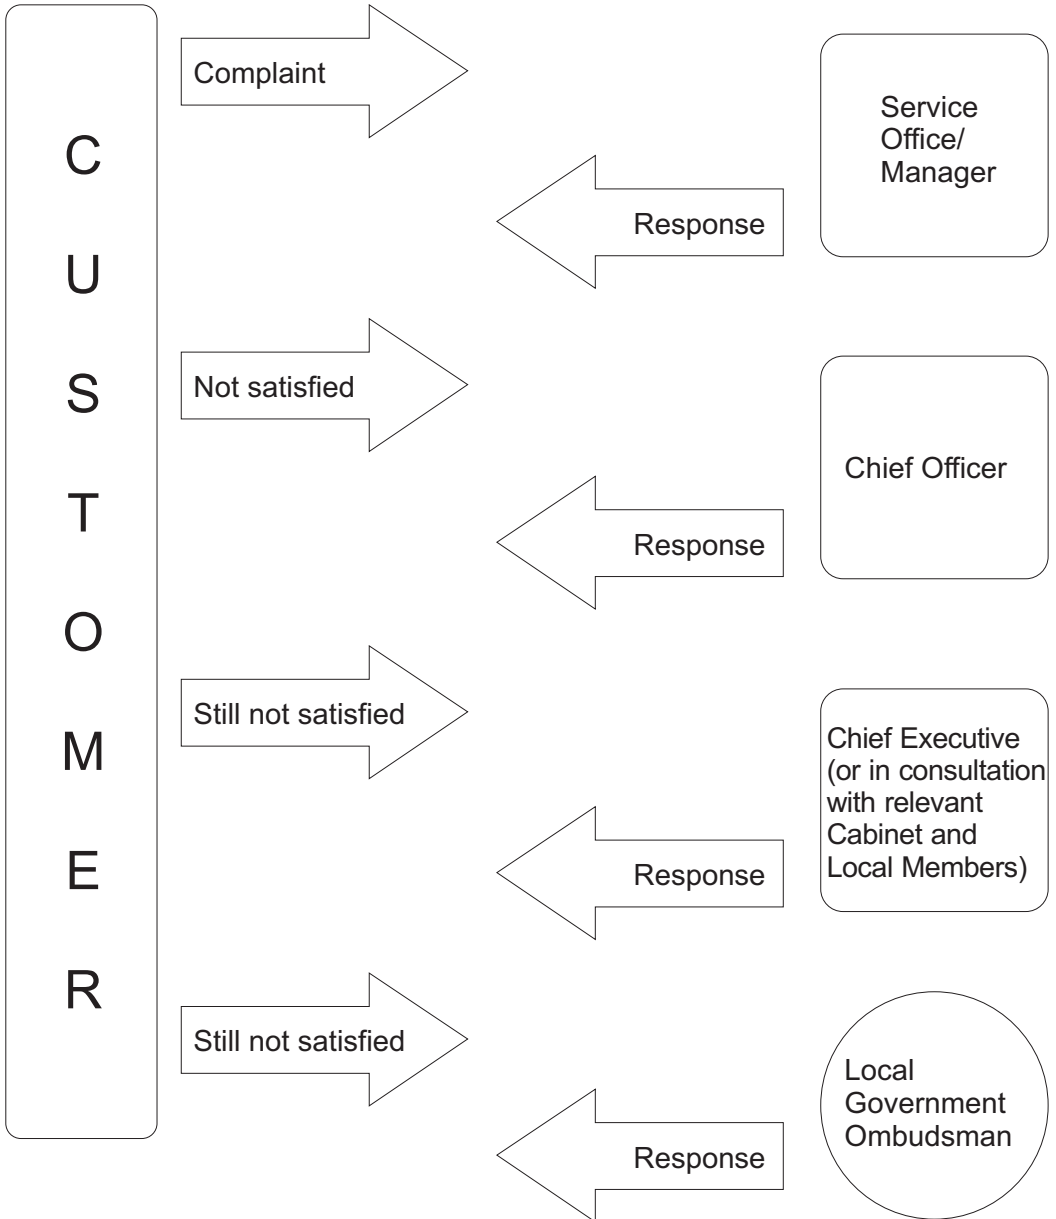 CUSTOMER
Complaint
Service
Office/
Manager
Response
Not satisfied
Chief Officer
Response
Still not satisfied
Chief Executive
(or in consultation
with relevant
Cabinet and
Local Members)
Response
Still not satisfied
Local
Government
Ombudsman
Response